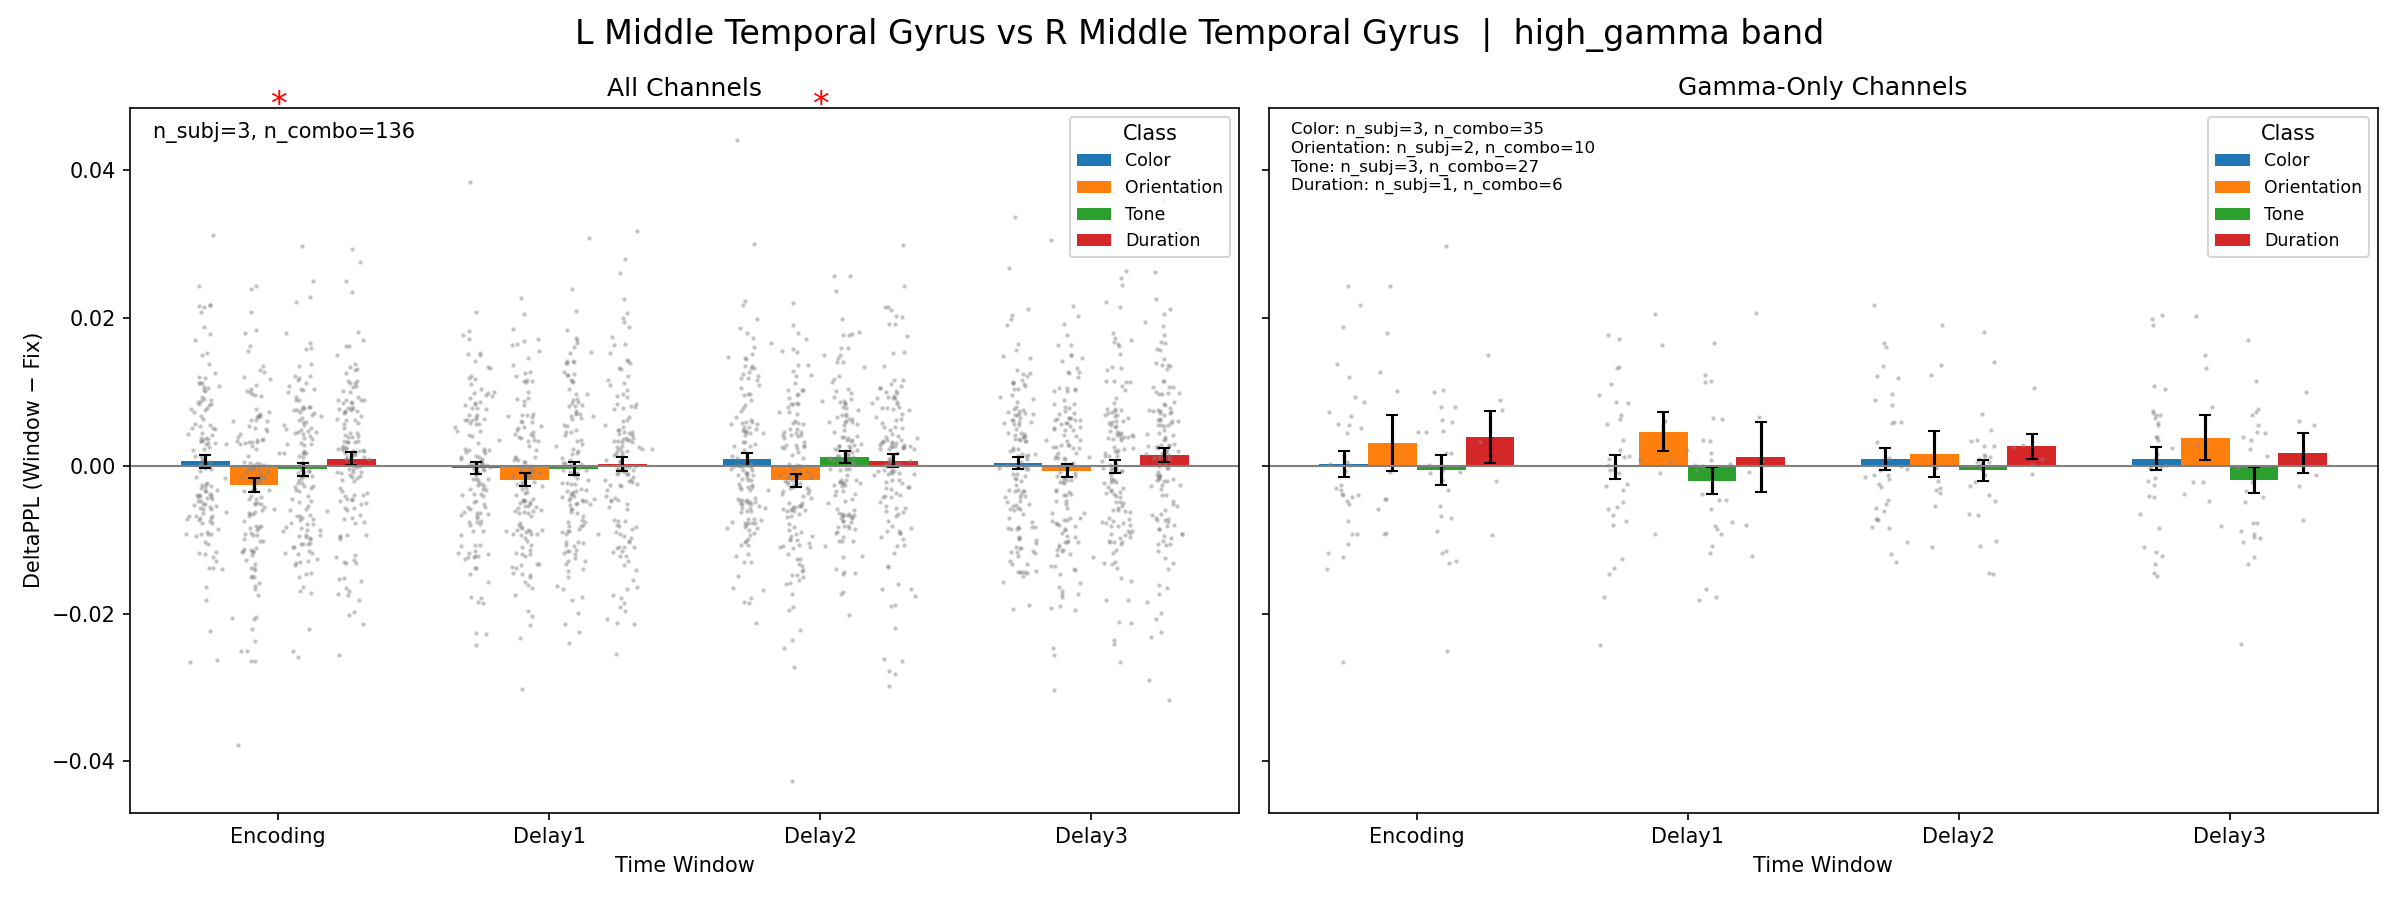 L Middle Temporal Gyrus vs R Middle Temporal Gyrus | high_gamma band
All Channels
* *
n_subj=3, n_combo=136
Class
Color
Orientation
Tone
Duration
DeltaPPL (Window − Fix)
0.04
0.02
0.00
−0.02
−0.04
Encoding Delay1 Delay2 Delay3
Time Window
Gamma-Only Channels
Color: n_subj=3, n_combo=35
Orientation: n_subj=2, n_combo=10
Tone: n_subj=3, n_combo=27
Duration: n_subj=1, n_combo=6
Class
Color
Orientation
Tone
Duration
Encoding Delay1 Delay2 Delay3
Time Window